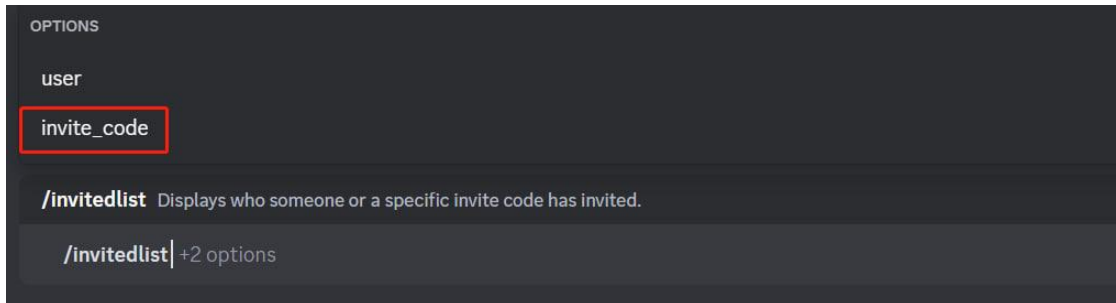 OPTIONS
user
invite_code
/invitedlist Displays who someone or a specific invite code has invited.
/invitedlist +2 options